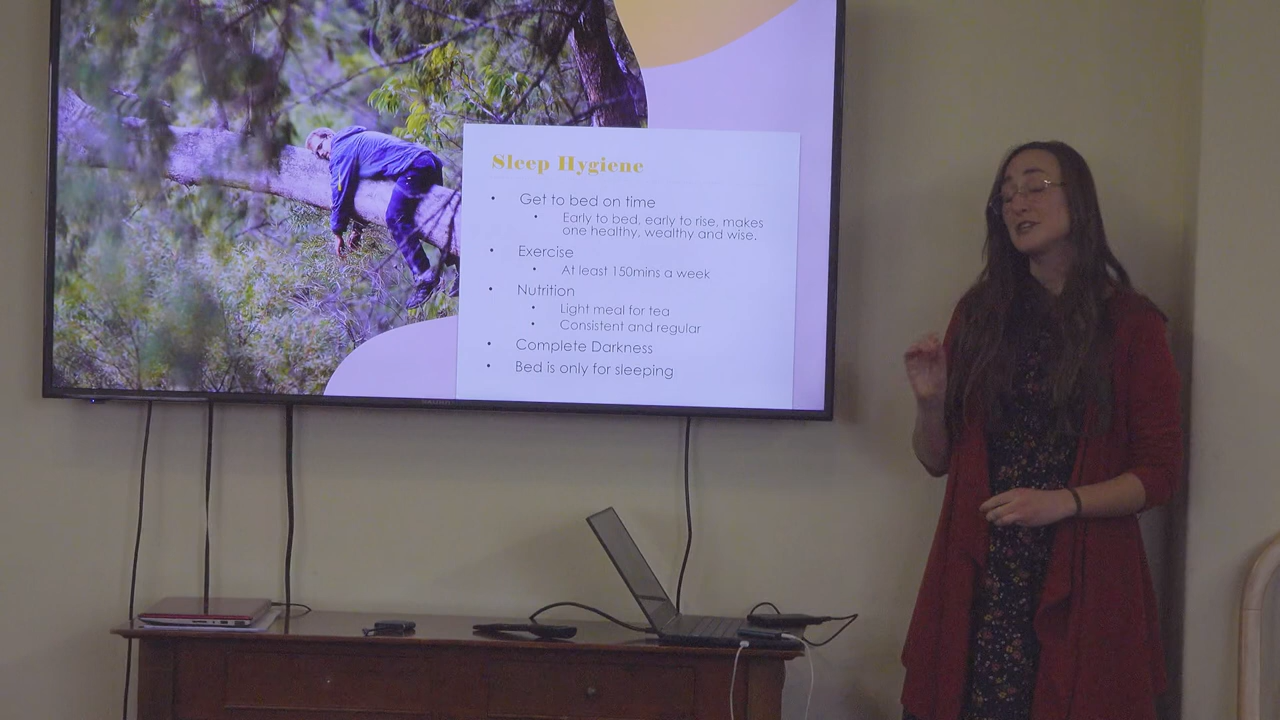 Sleep Hygiene
• Get to bed on time
• Early to bed, early to rise, makes
one healthy, wealthy and wise.
• Exercise
• At least 150mins a week
• Nutrition
• Light meal for tea
• Consistent and regular
• Complete Darkness
• Bed is only for sleeping